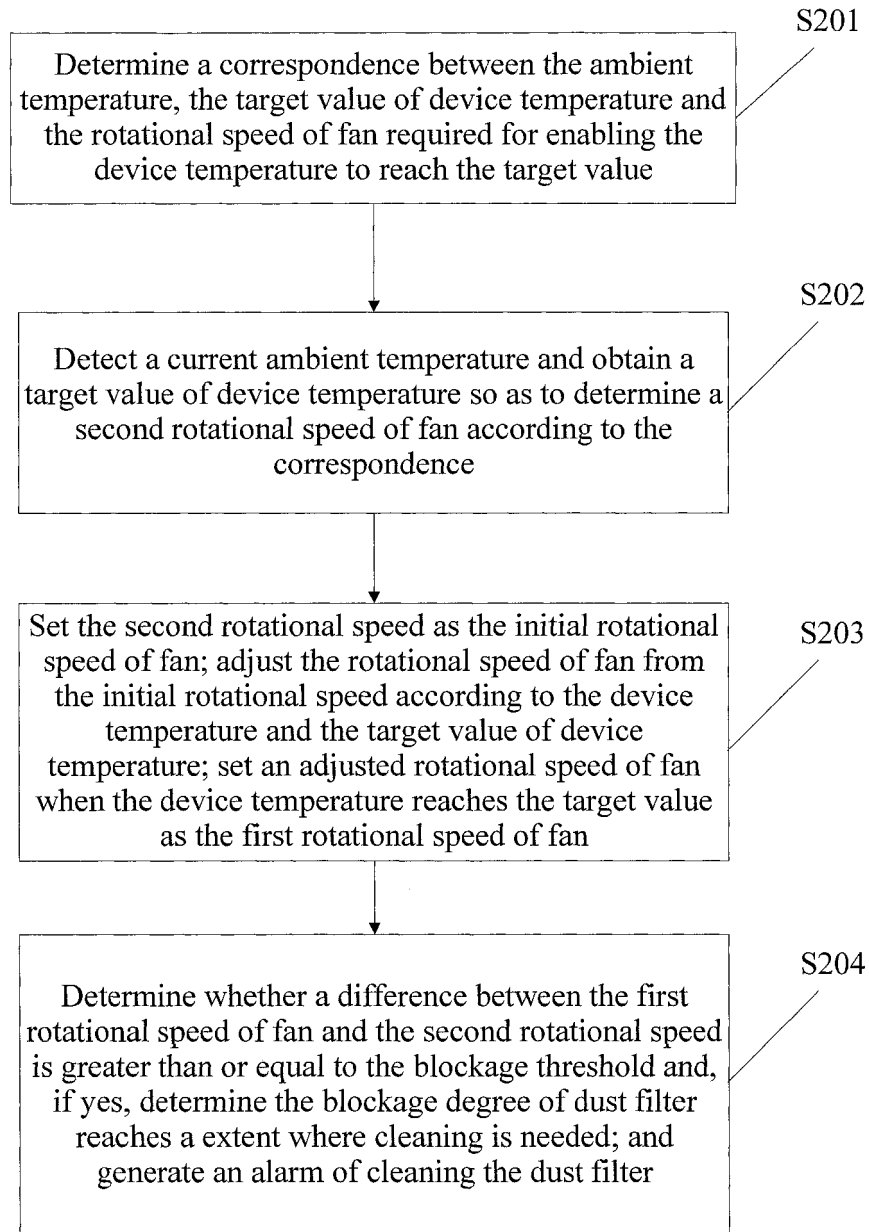 S201
Determine a correspondence between the ambient
temperature, the target value of device temperature and
the rotational speed of fan required for enabling the
device temperature to reach the target value
S202
Detect a current ambient temperature and obtain a
target value of device temperature so as to determine a
second rotational speed of fan according to the
correspondence
S203
Set the second rotational speed as the initial rotational
speed of fan; adjust the rotational speed of fan from
the initial rotational speed according to the device
temperature and the target value of device
temperature; set an adjusted rotational speed of fan
when the device temperature reaches the target value
as the first rotational speed of fan
S204
Determine whether a difference between the first
rotational speed of fan and the second rotational speed
is greater than or equal to the blockage threshold and,
if yes, determine the blockage degree of dust filter
reaches a extent where cleaning is needed; and
generate an alarm of cleaning the dust filter